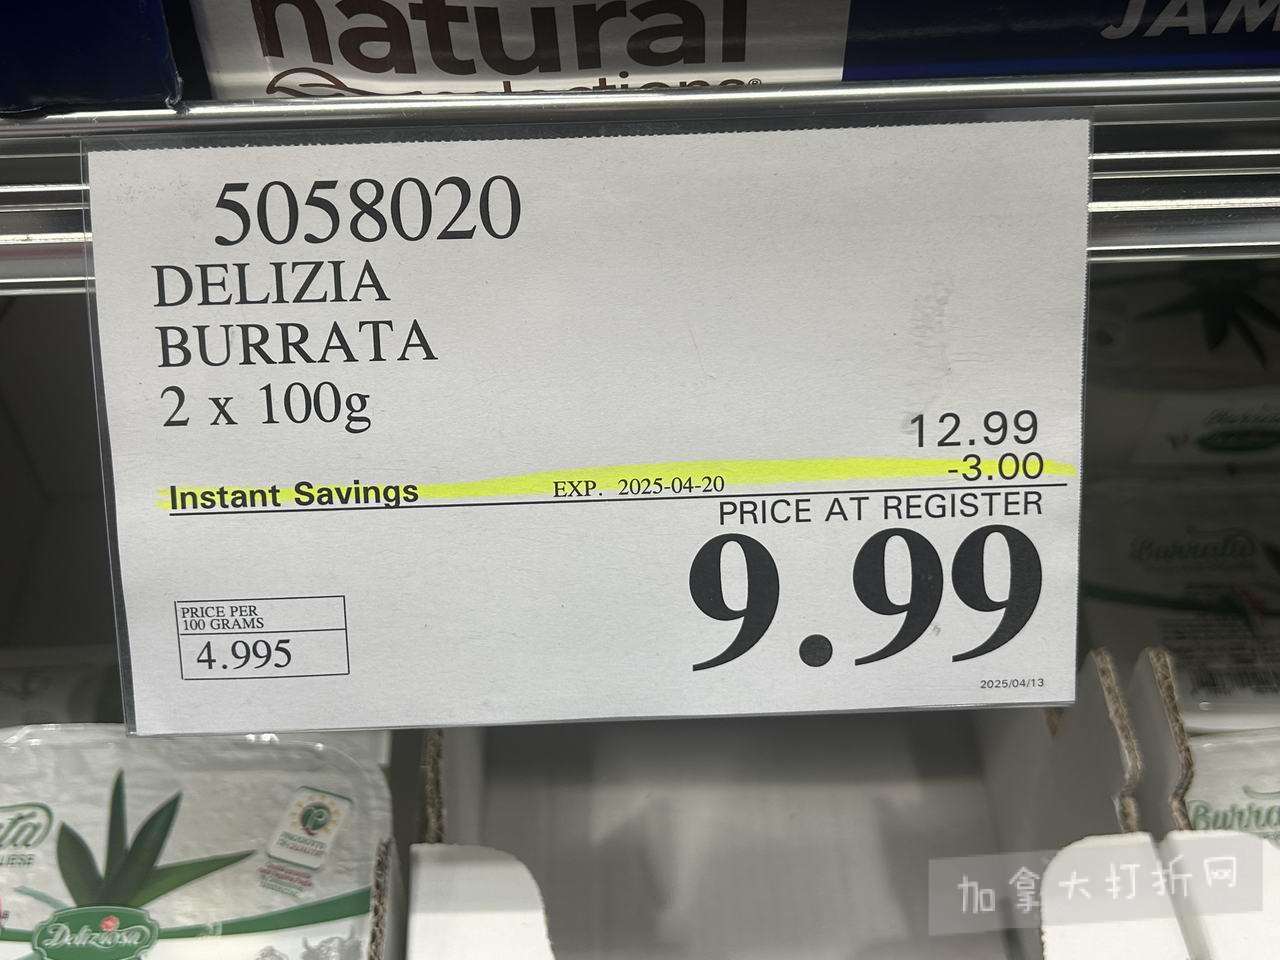 natural
selections®
JAM
5058020
DELIZIA
BURRATA
2 x 100g
12.99
-3.00
Instant Savings EXP. 2025-04-20
PRICE AT REGISTER
9.99
PRICE PER
100 GRAMS
4.995
2025/04/13
Burrata
Deliziosa
加拿大打折网